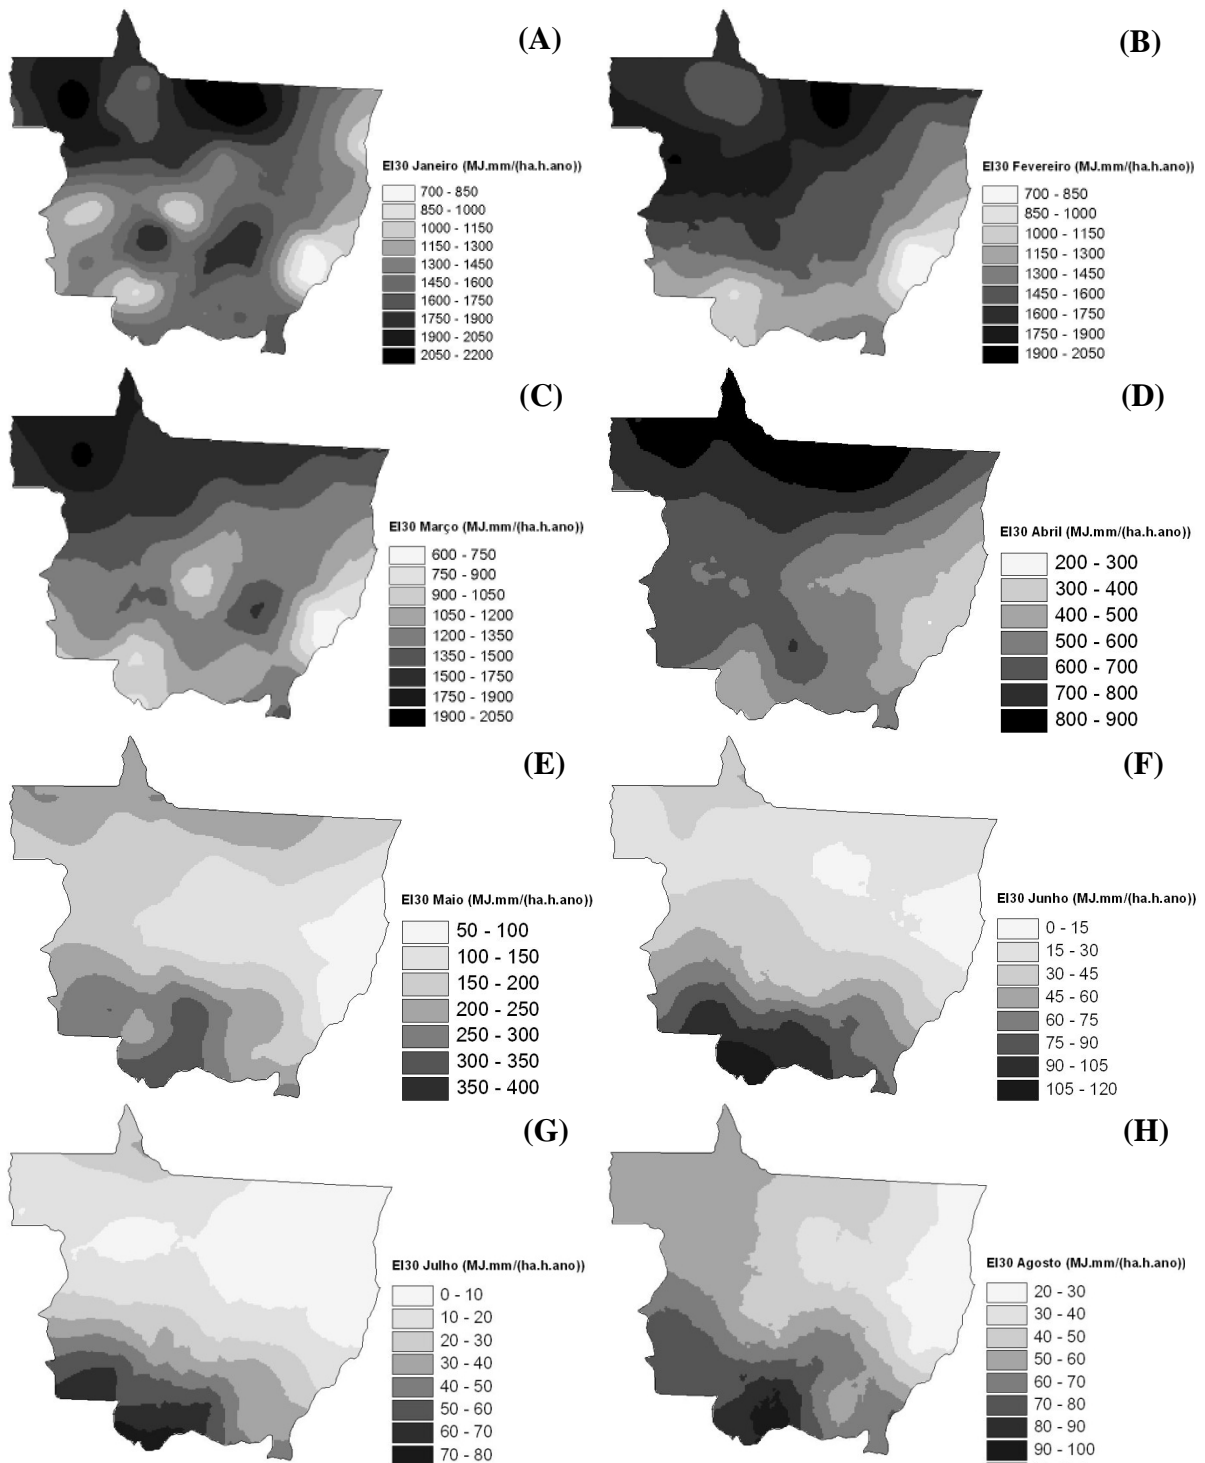 (A)
EI30 Janeiro (MJ.mm/(ha.h.ano))
700 - 850
850 - 1000
1000 - 1150
1150 - 1300
1300 - 1450
1450 - 1600
1600 - 1750
1750 - 1900
1900 - 2050
2050 - 2200
(B)
EI30 Fevereiro (MJ.mm/(ha.h.ano))
700 - 850
850 - 1000
1000 - 1150
1150 - 1300
1300 - 1450
1450 - 1600
1600 - 1750
1750 - 1900
1900 - 2050
(C)
EI30 Março (MJ.mm/(ha.h.ano))
600 - 750
750 - 900
900 - 1050
1050 - 1200
1200 - 1350
1350 - 1500
1500 - 1750
1750 - 1900
1900 - 2050
(D)
EI30 Abril (MJ.mm/(ha.h.ano))
200 - 300
300 - 400
400 - 500
500 - 600
600 - 700
700 - 800
800 - 900
(E)
EI30 Maio (MJ.mm/(ha.h.ano))
50 - 100
100 - 150
150 - 200
200 - 250
250 - 300
300 - 350
350 - 400
(F)
EI30 Junho (MJ.mm/(ha.h.ano))
0 - 15
15 - 30
30 - 45
45 - 60
60 - 75
75 - 90
90 - 105
105 - 120
(G)
EI30 Julho (MJ.mm/(ha.h.ano))
0 - 10
10 - 20
20 - 30
30 - 40
40 - 50
50 - 60
60 - 70
70 - 80
(H)
EI30 Agosto (MJ.mm/(ha.h.ano))
20 - 30
30 - 40
40 - 50
50 - 60
60 - 70
70 - 80
80 - 90
90 - 100